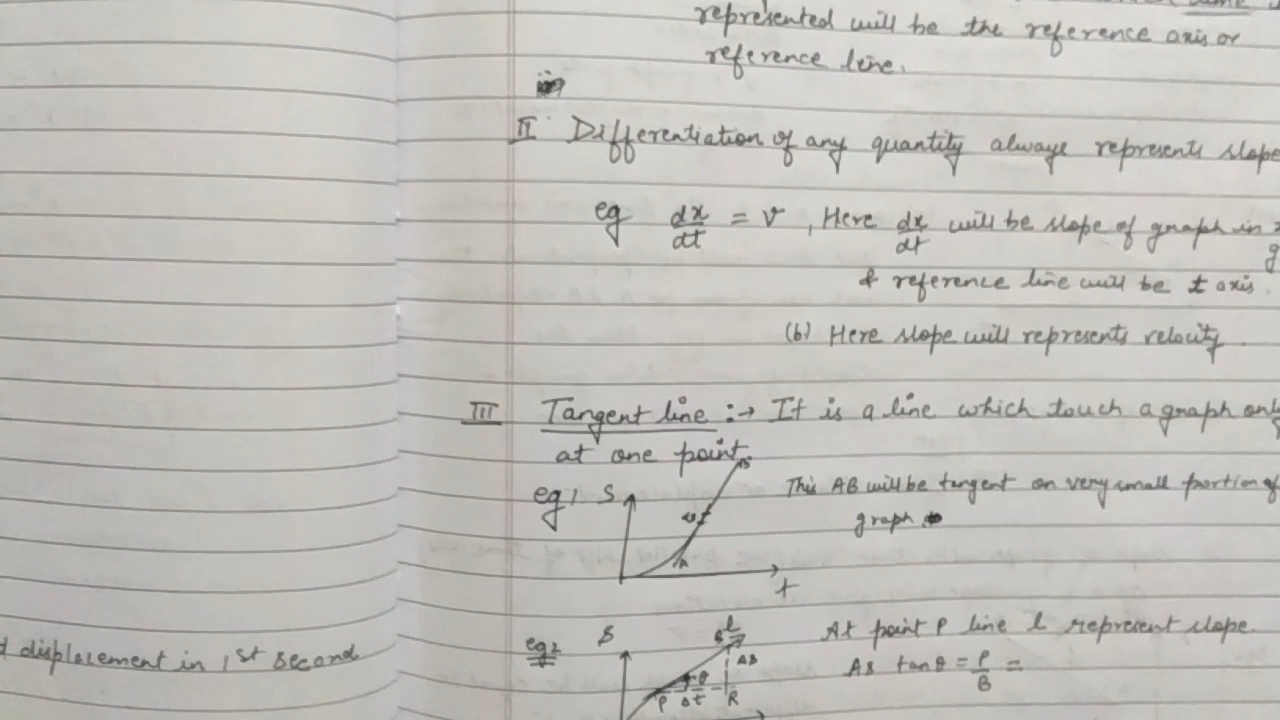 represented will be the reference axis or
reference line.
II Differentiation of any quantity always represents slope
eg dx/dt = v , Here dx/dt will be slope of graph in
& reference line will be t axis.
(b) Here slope will represents velocity.
III Tangent line :→ It is a line which touch a graph only
at one point
eg1 S
This AB will be tangent on very small portion of
graph.
A
t
eg2 S
l
At point P line l represent slope.
Δs
As tanθ = P/B =
θ
P Δt R
d displacement in 1st second